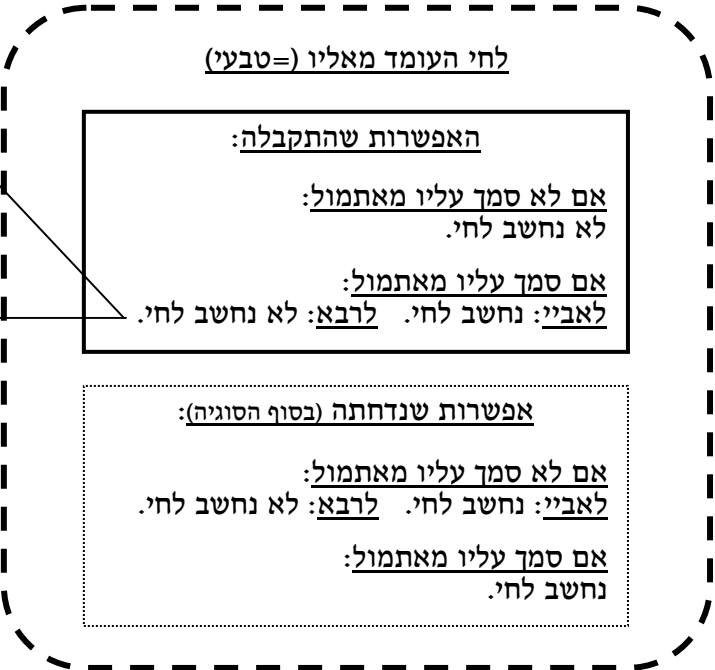 לחי העומד מאליו (=טבעי)
האפשרות שהתקבלה:
אם לא סמך עליו מאתמול:
לא נחשב לחי.
אם סמך עליו מאתמול:
לאביי: נחשב לחי. לרבא: לא נחשב לחי.
אפשרות שנדחתה (בסוף הסוגיה):
אם לא סמך עליו מאתמול:
לאביי: נחשב לחי. לרבא: לא נחשב לחי.
אם סמך עליו מאתמול:
נחשב לחי.